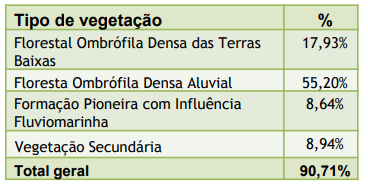 Tipo de vegetação %
Florestal Ombrófila Densa das Terras 17,93%
Baixas
Floresta Ombrófila Densa Aluvial 55,20%
Formação Pioneira com Influência 8,64%
Fluviomarinha
Vegetação Secundária 8,94%
Total geral 90,71%